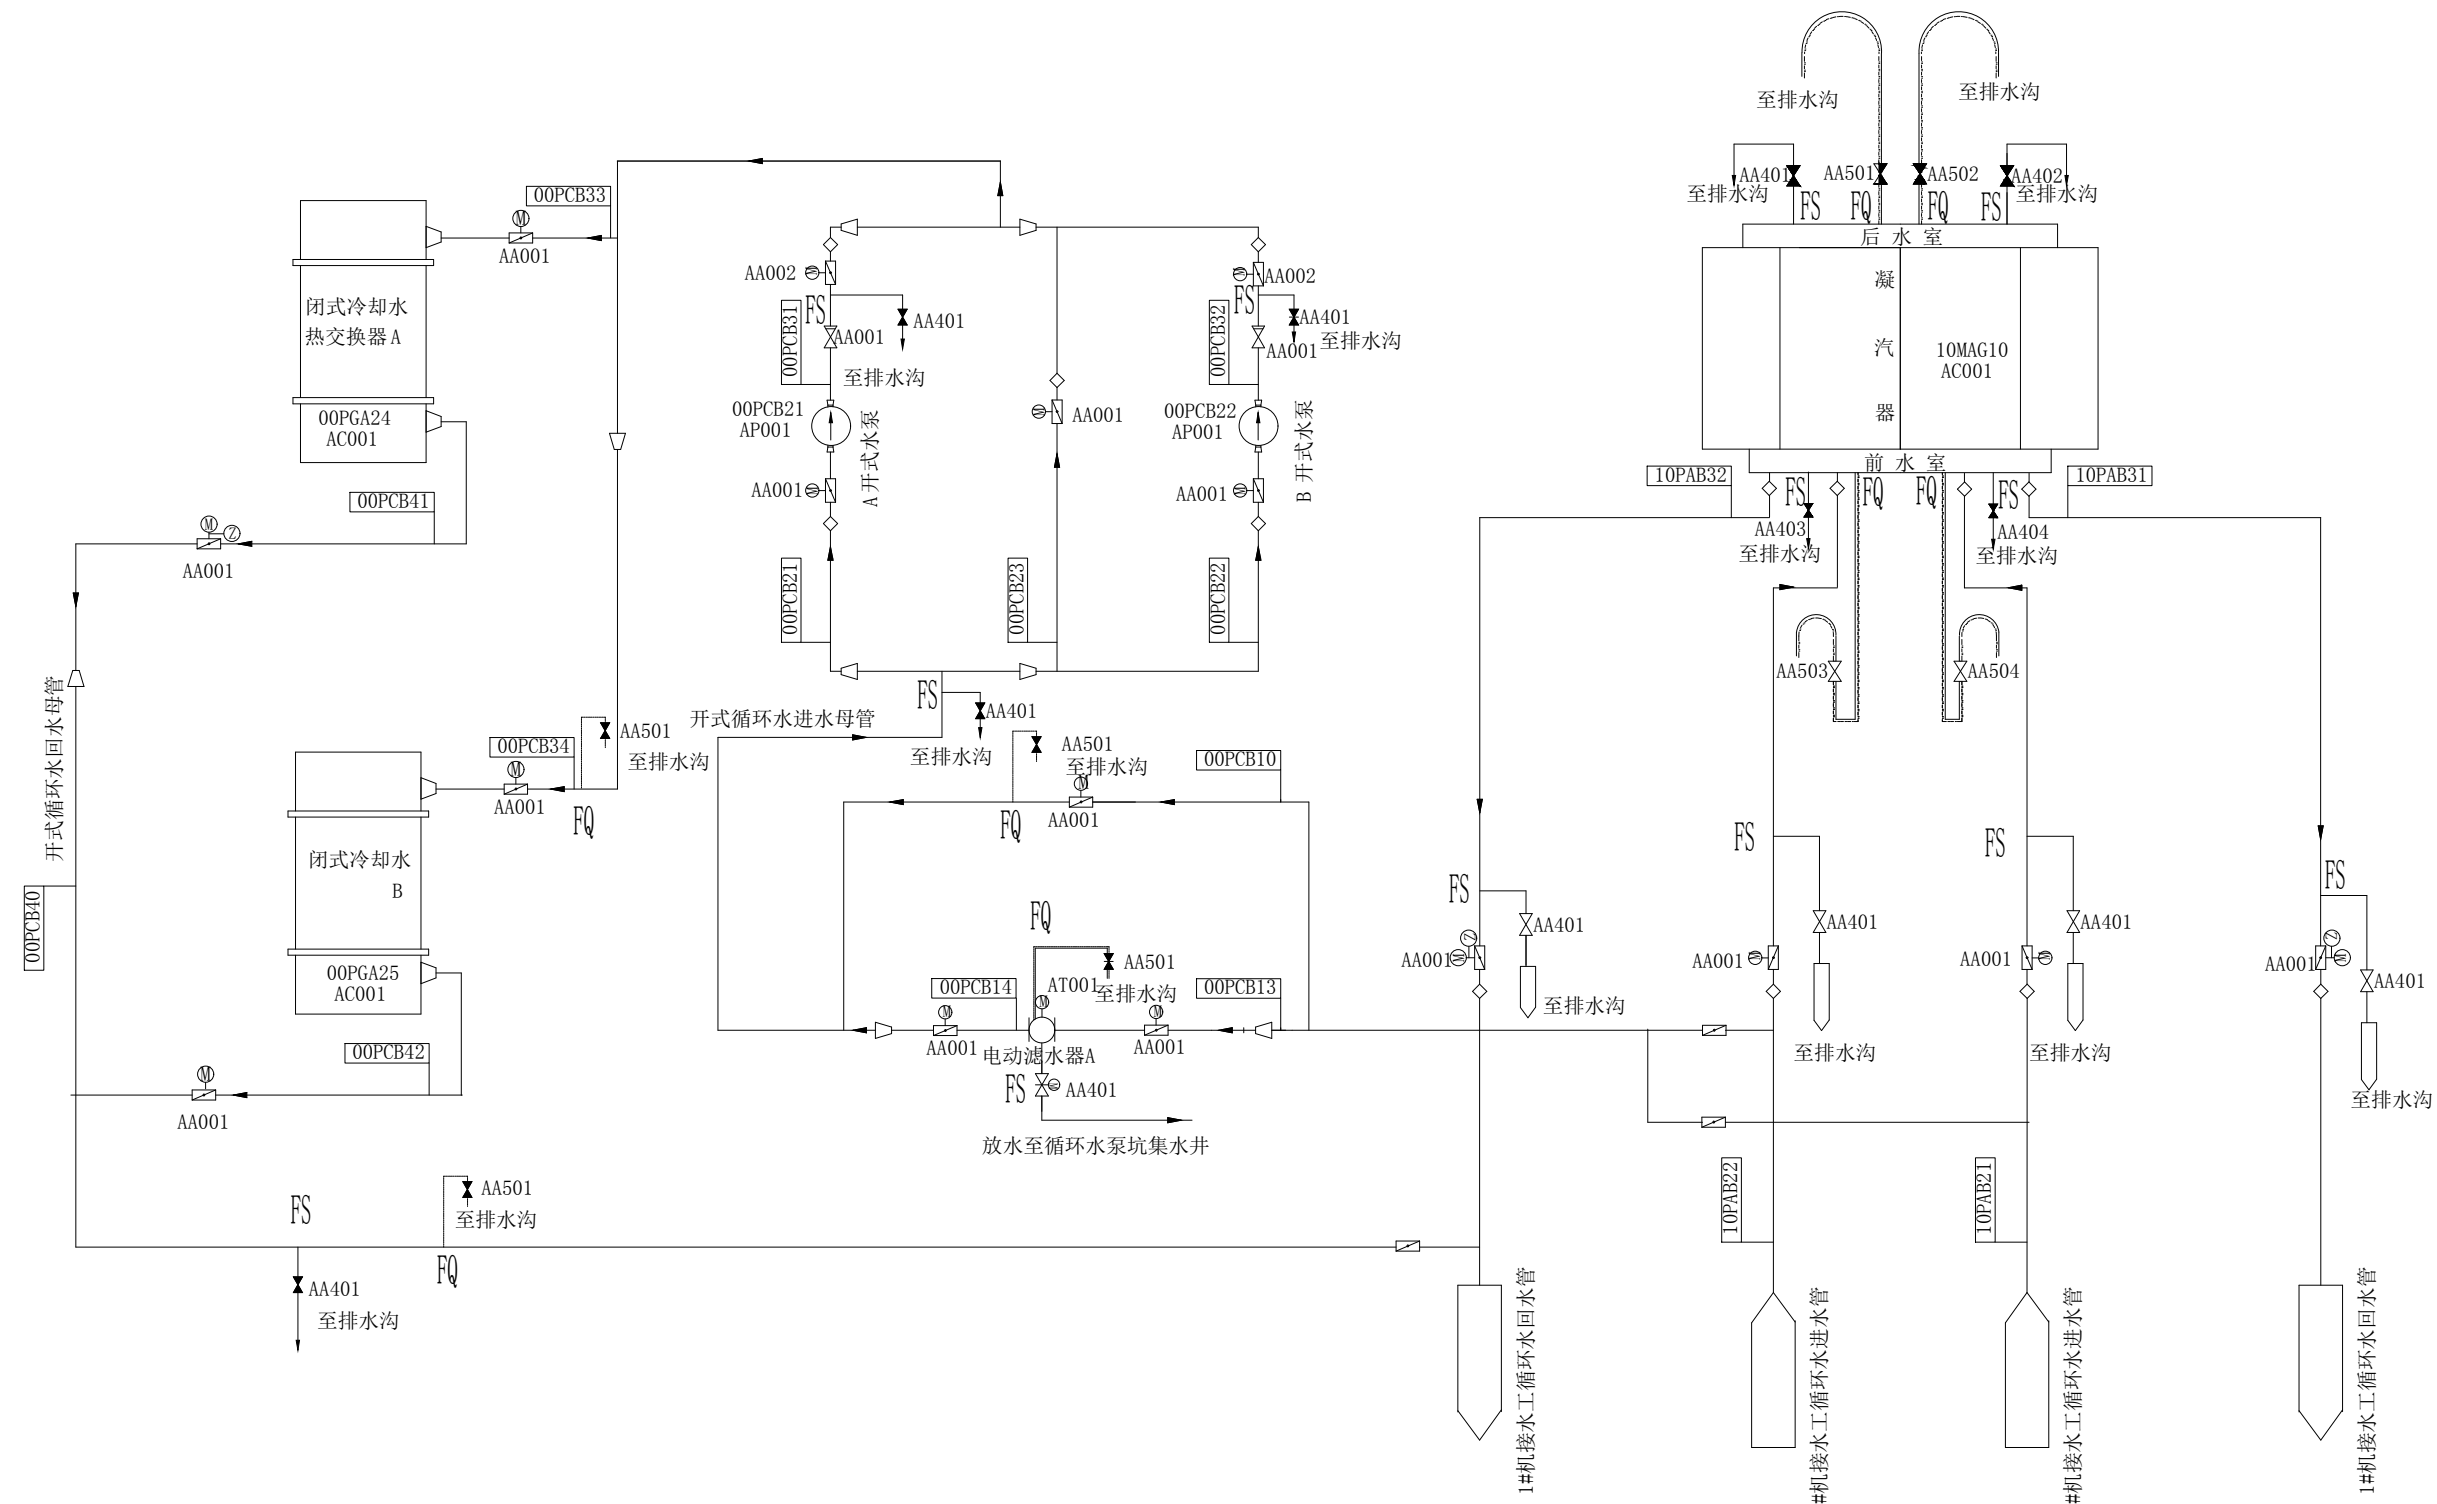 至排水沟
至排水沟
AA401
至排水沟
FS
AA501
FQ
AA502
FQ
AA402
至排水沟
FS
后水室
凝汽器
10MAG10
AC001
前水室
10PAB32
10PAB31
FS
FQ
FQ
FS
AA403
至排水沟
AA404
至排水沟
AA503
AA504
00PCB33
M
AA001
闭式冷却水
热交换器A
00PGA24
AC001
00PCB41
M
Z
AA001
开式循环水回水母管
00PCB40
AA002
M
FS
00PCB31
AA001
AA401
至排水沟
00PCB21
AP001
A开式水泵
AA001
M
00PCB21
M
AA001
00PCB23
M
AA002
FS
00PCB32
AA401
至排水沟
AA001
00PCB22
AP001
B开式水泵
AA001
M
00PCB22
FS
AA401
至排水沟
开式循环水进水母管
AA501
至排水沟
00PCB34
M
AA001
FQ
闭式冷却水
B
00PGA25
AC001
00PCB42
M
AA001
AA501
至排水沟
00PCB10
M
AA001
FQ
FQ
AA501
至排水沟
AT001
M
00PCB14
M
AA001
电动滤水器A
00PCB13
M
AA001
FS
M
AA401
放水至循环水泵坑集水井
FS
AA501
至排水沟
FQ
AA401
至排水沟
FS
AA401
至排水沟
Z
M
AA001
FS
AA401
至排水沟
AA001
M
FS
AA401
至排水沟
AA001
M
FS
AA401
至排水沟
Z
M
AA001
10PAB22
10PAB21
1#机接水工循环水回水管
#机接水工循环水进水管
#机接水工循环水进水管
1#机接水工循环水回水管